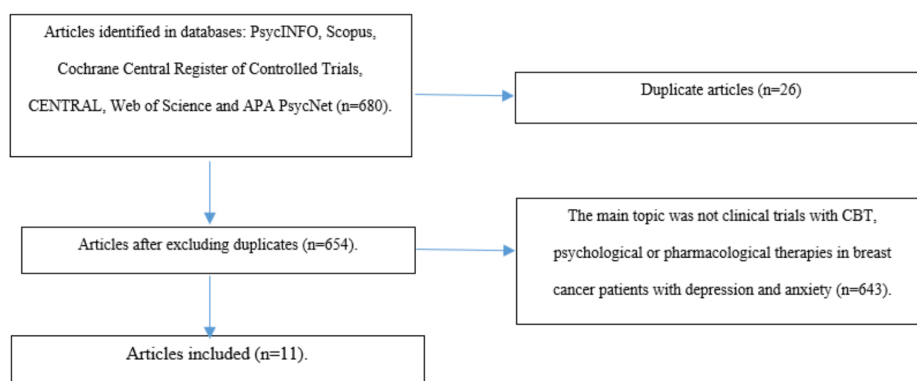 Articles identified in databases: PsycINFO, Scopus,
Cochrane Central Register of Controlled Trials,
CENTRAL, Web of Science and APA PsycNet (n=680).
Duplicate articles (n=26)
Articles after excluding duplicates (n=654).
The main topic was not clinical trials with CBT,
psychological or pharmacological therapies in breast
cancer patients with depression and anxiety (n=643).
Articles included (n=11).